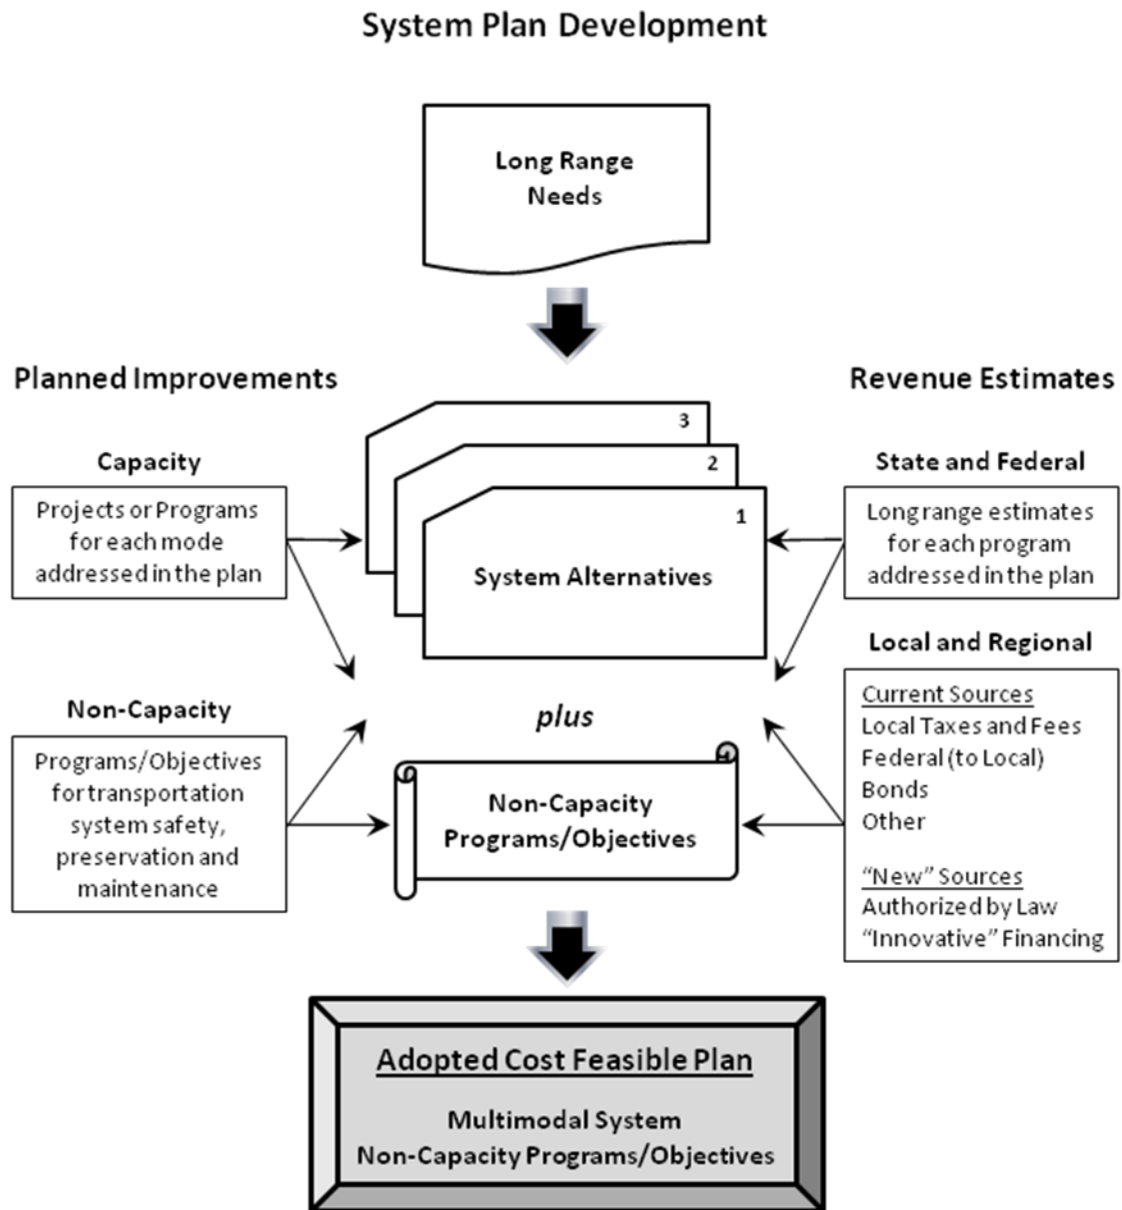 System Plan Development
Long Range
Needs
Planned Improvements
Revenue Estimates
Capacity
Projects or Programs
for each mode
addressed in the plan
3
2
1
System Alternatives
State and Federal
Long range estimates
for each program
addressed in the plan
Non-Capacity
Programs/Objectives
for transportation
system safety,
preservation and
maintenance
plus
Non-Capacity
Programs/Objectives
Local and Regional
Current Sources
Local Taxes and Fees
Federal (to Local)
Bonds
Other
“New” Sources
Authorized by Law
“Innovative” Financing
Adopted Cost Feasible Plan
Multimodal System
Non-Capacity Programs/Objectives